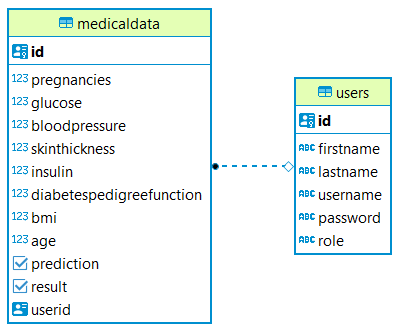 medicaldata
id
123 pregnancies
123 glucose
123 bloodpressure
123 skinthickness
123 insulin
123 diabetespedigreefunction
123 bmi
123 age
prediction
result
userid
users
id
ABC firstname
ABC lastname
ABC username
ABC password
ABC role